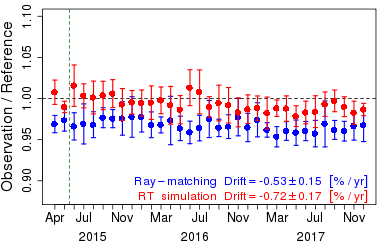 Observation / Reference
1.10
1.05
1.00
0.95
0.90
Ray−matching Drift=-0.53±0.15 [%/yr]
RT simulation Drift=-0.72±0.17 [%/yr]
Apr Jul Nov Mar Jul Nov Mar Jul Nov
2015 2016 2017